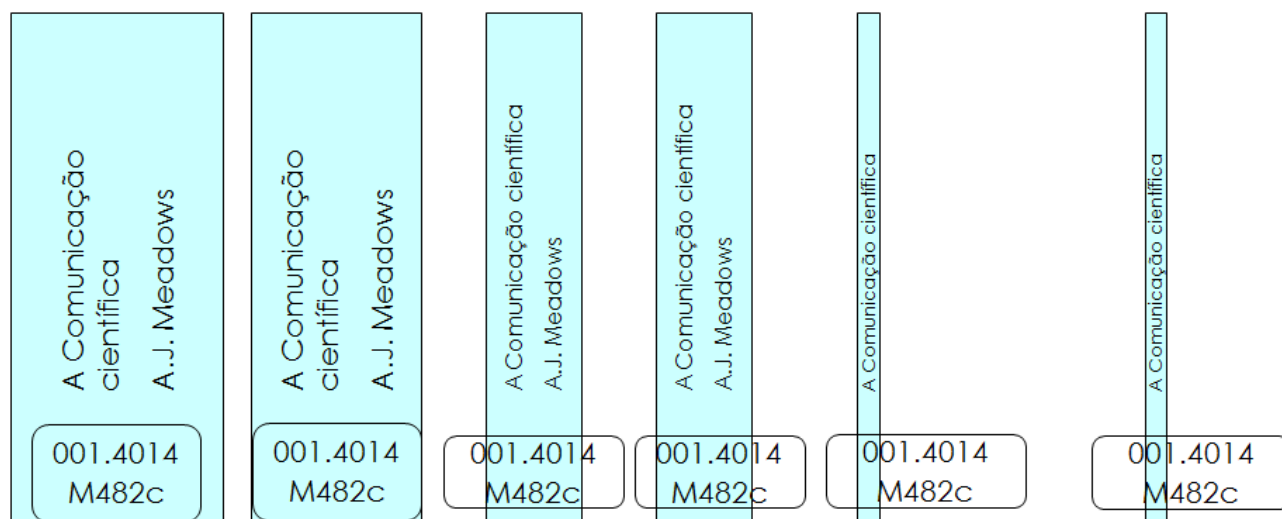 A Comunicação
científica
A.J. Meadows
001.4014
M482c
A Comunicação
científica
A.J. Meadows
001.4014
M482c
A Comunicação científica
A.J. Meadows
001.4014
M482c
A Comunicação científica
A.J. Meadows
001.4014
M482c
A Comunicação científica
001.4014
M482c
A Comunicação científica
001.4014
M482c